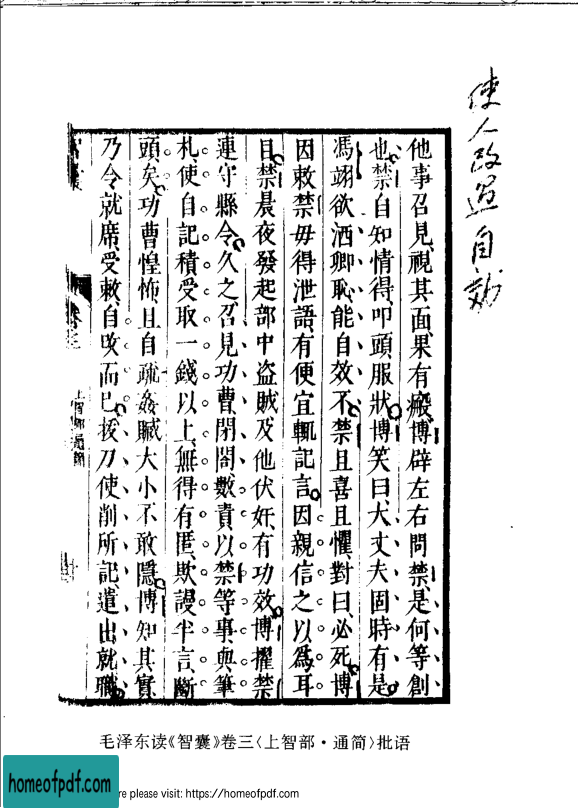 使人改過自效
他事召見視其面果有瘢博辟左右問禁是何等創
也禁自知情得叩頭服狀博笑曰大丈夫固時有是
馮翊欲洒卿恥能自效不禁且喜且懼對曰必死博
因敕禁毋得泄語有便宜輒記言因親信之以爲耳
目禁晨夜發起部中盜賊及他伏奸有功效博擢禁
連守縣令久之召見功曹閉閤數責以禁等事與筆
札使自記積受取一錢以上無得有匿欺謾半言斷
頭矣功曹惶怖且自疏姦贓大小不敢隱博知其實
乃令就席受敕自改而已拔刀使削所記遣出就職
卷三
上智部通簡
毛泽东读《智囊》卷三〈上智部·通简〉批语
homeofpdf.com
re please visit: https://homeofpdf.com